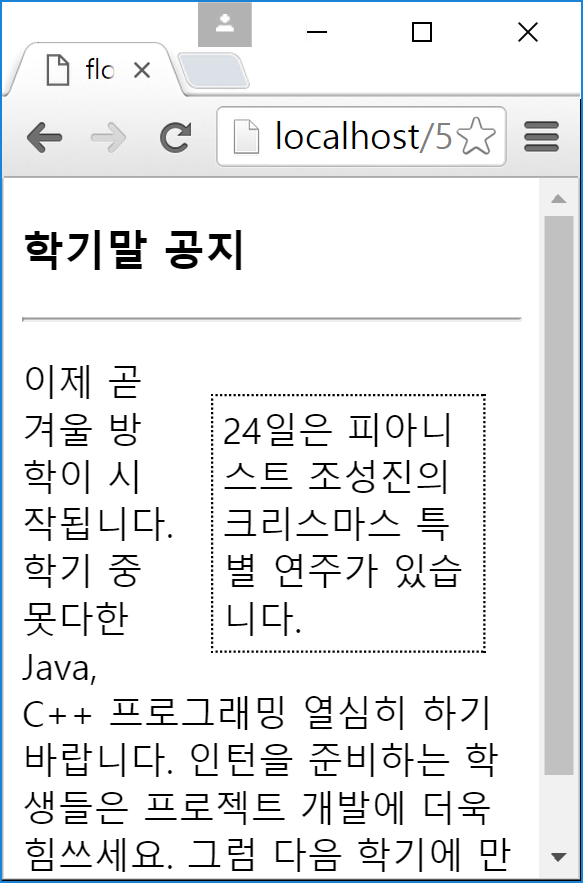 flo
localhost/5
학기말 공지
이제 곧
겨울 방
학이 시
작됩니다.
학기 중
못다한
Java,
24일은 피아니
스트 조성진의
크리스마스 특
별 연주가 있습
니다.
C++ 프로그래밍 열심히 하기
바랍니다. 인턴을 준비하는 학
생들은 프로젝트 개발에 더욱
힘쓰세요. 그럼 다음 학기에 만